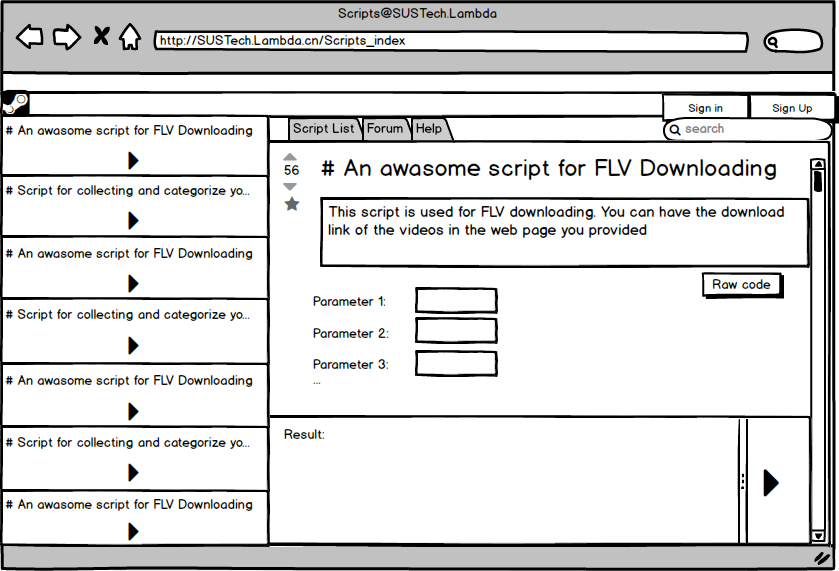 Scripts@SUSTech.Lambda
http://SUSTech.Lambda.cn/Scripts_index
Sign in
Sign Up
Script List
Forum
Help
search
# An awasome script for FLV Downloading
# Script for collecting and categorize yo...
# An awasome script for FLV Downloading
# Script for collecting and categorize yo...
# An awasome script for FLV Downloading
# Script for collecting and categorize yo...
# An awasome script for FLV Downloading
56
# An awasome script for FLV Downloading
This script is used for FLV downloading. You can have the download
link of the videos in the web page you provided
Raw code
Parameter 1:
Parameter 2:
Parameter 3:
...
Result: